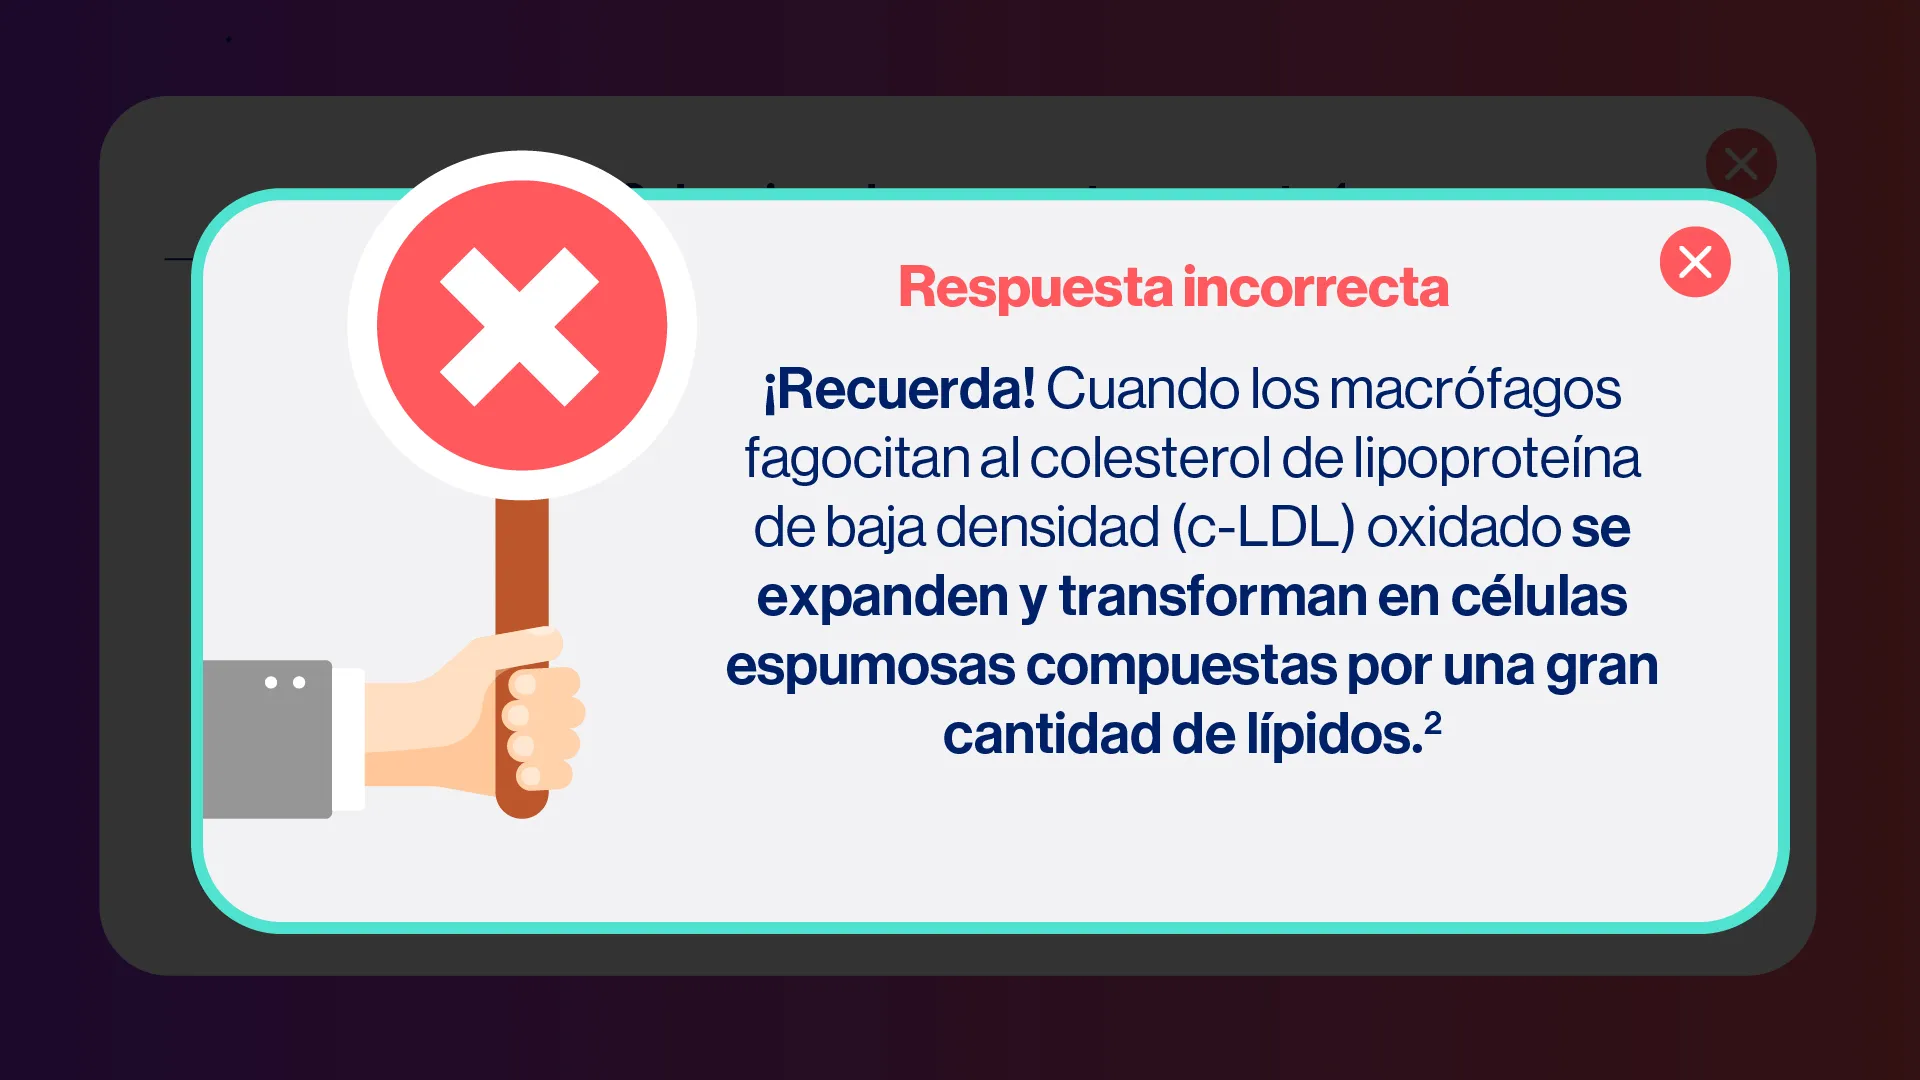 Respuesta incorrecta
¡Recuerda! Cuando los macrófagos
fagocitan al colesterol de lipoproteína
de baja densidad (c-LDL) oxidado se
expanden y transforman en células
espumosas compuestas por una gran
cantidad de lípidos.²